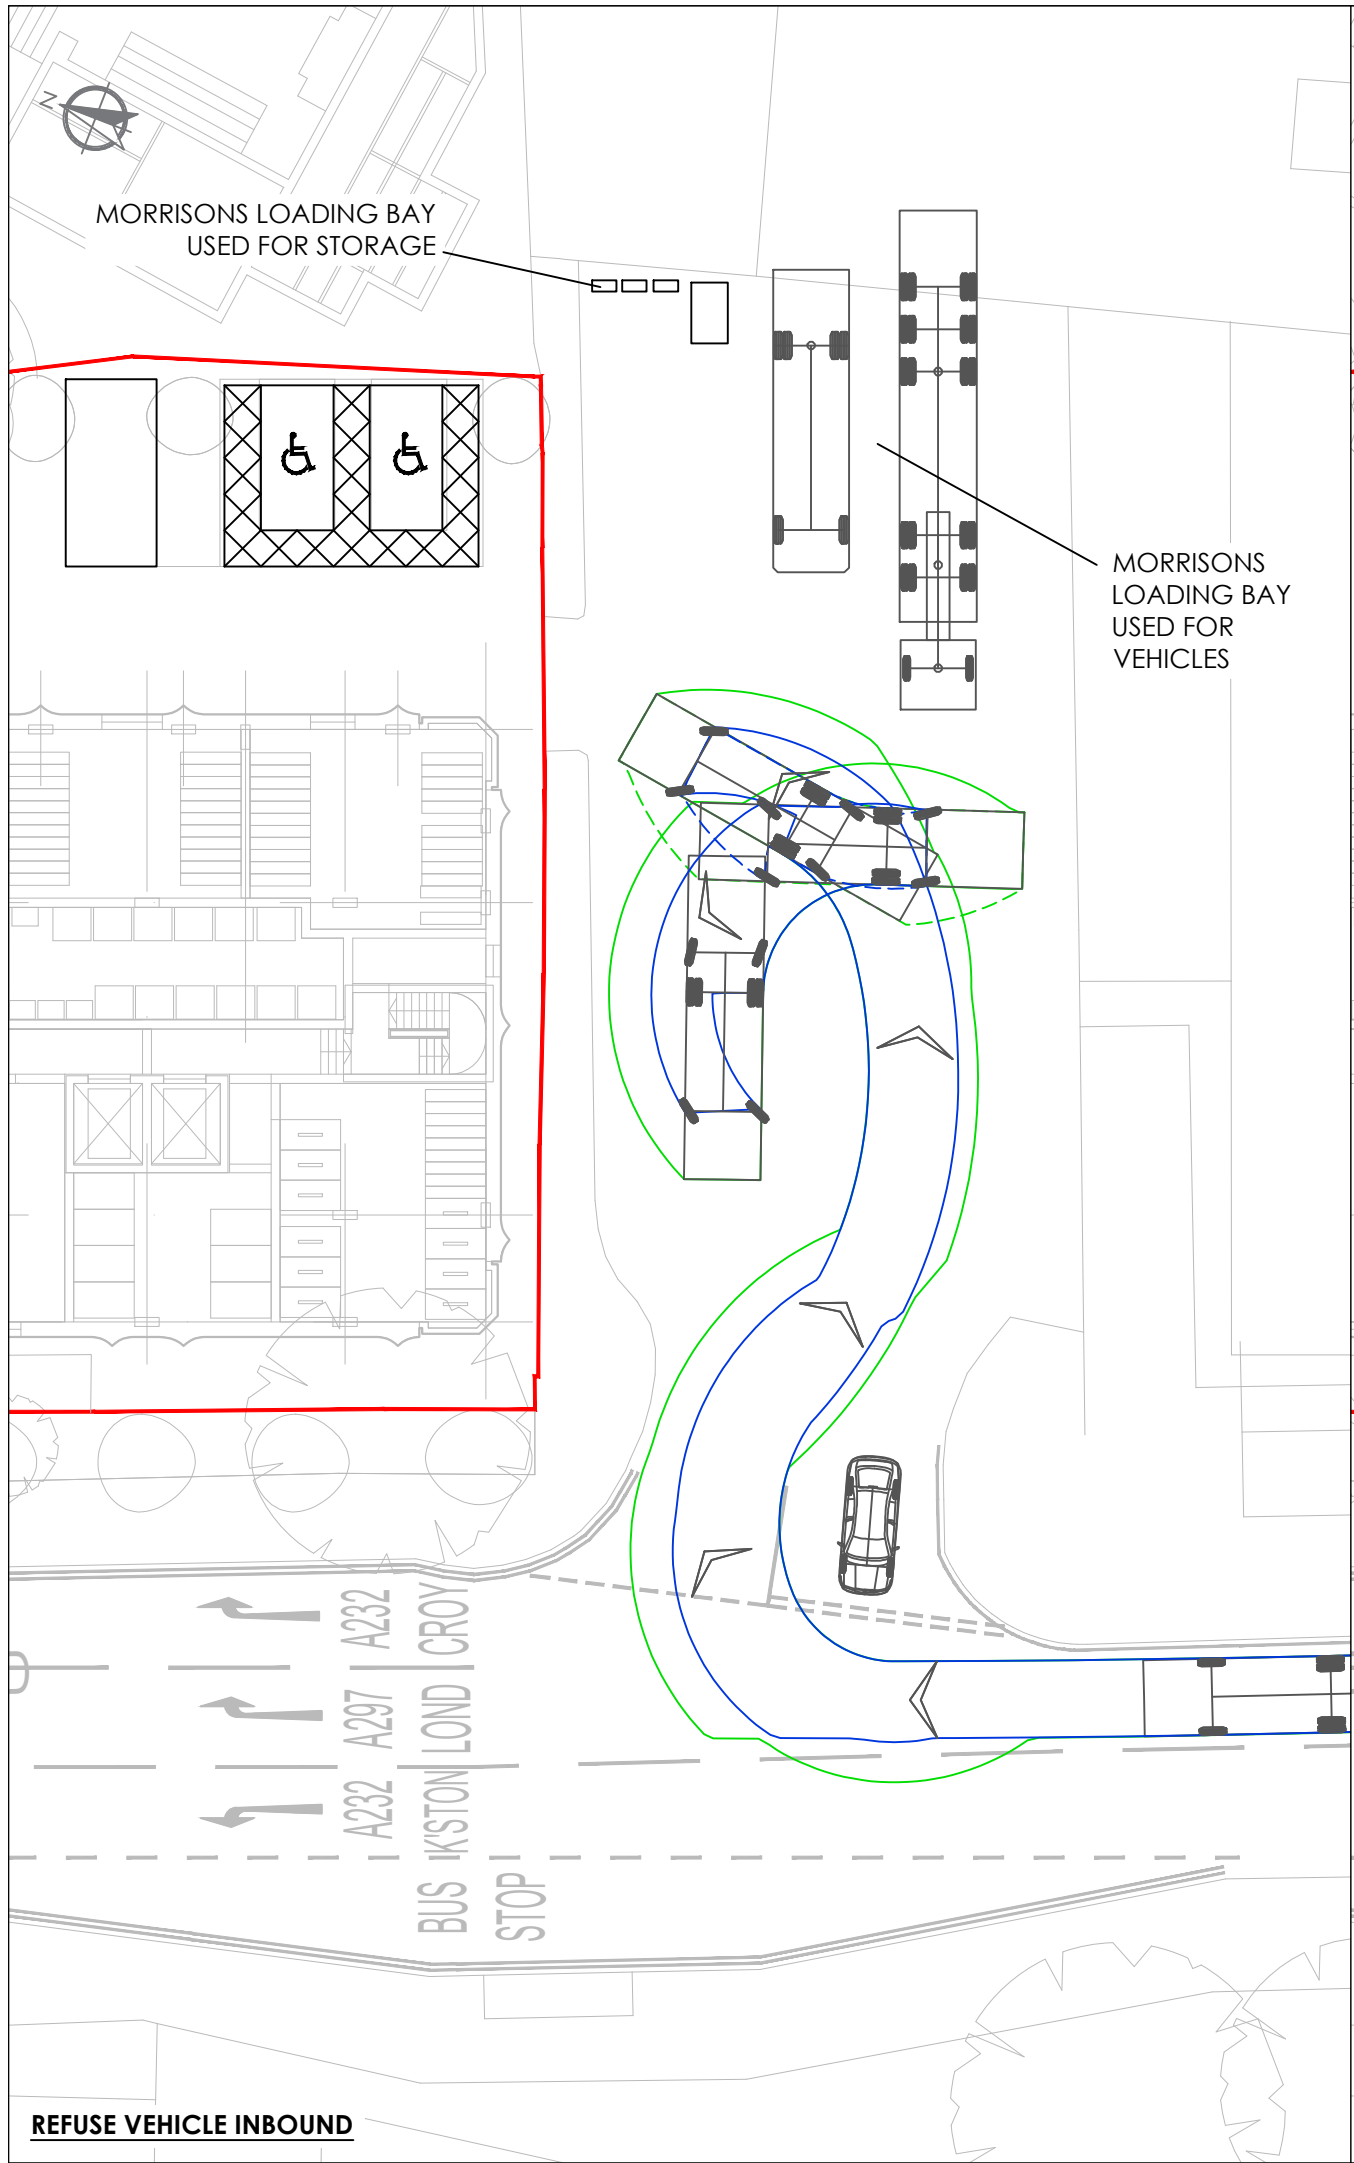 N
MORRISONS LOADING BAY
USED FOR STORAGE
MORRISONS
LOADING BAY
USED FOR
VEHICLES
A232
A297
A232
CROY
LOND
K'STON
BUS
STOP
REFUSE VEHICLE INBOUND